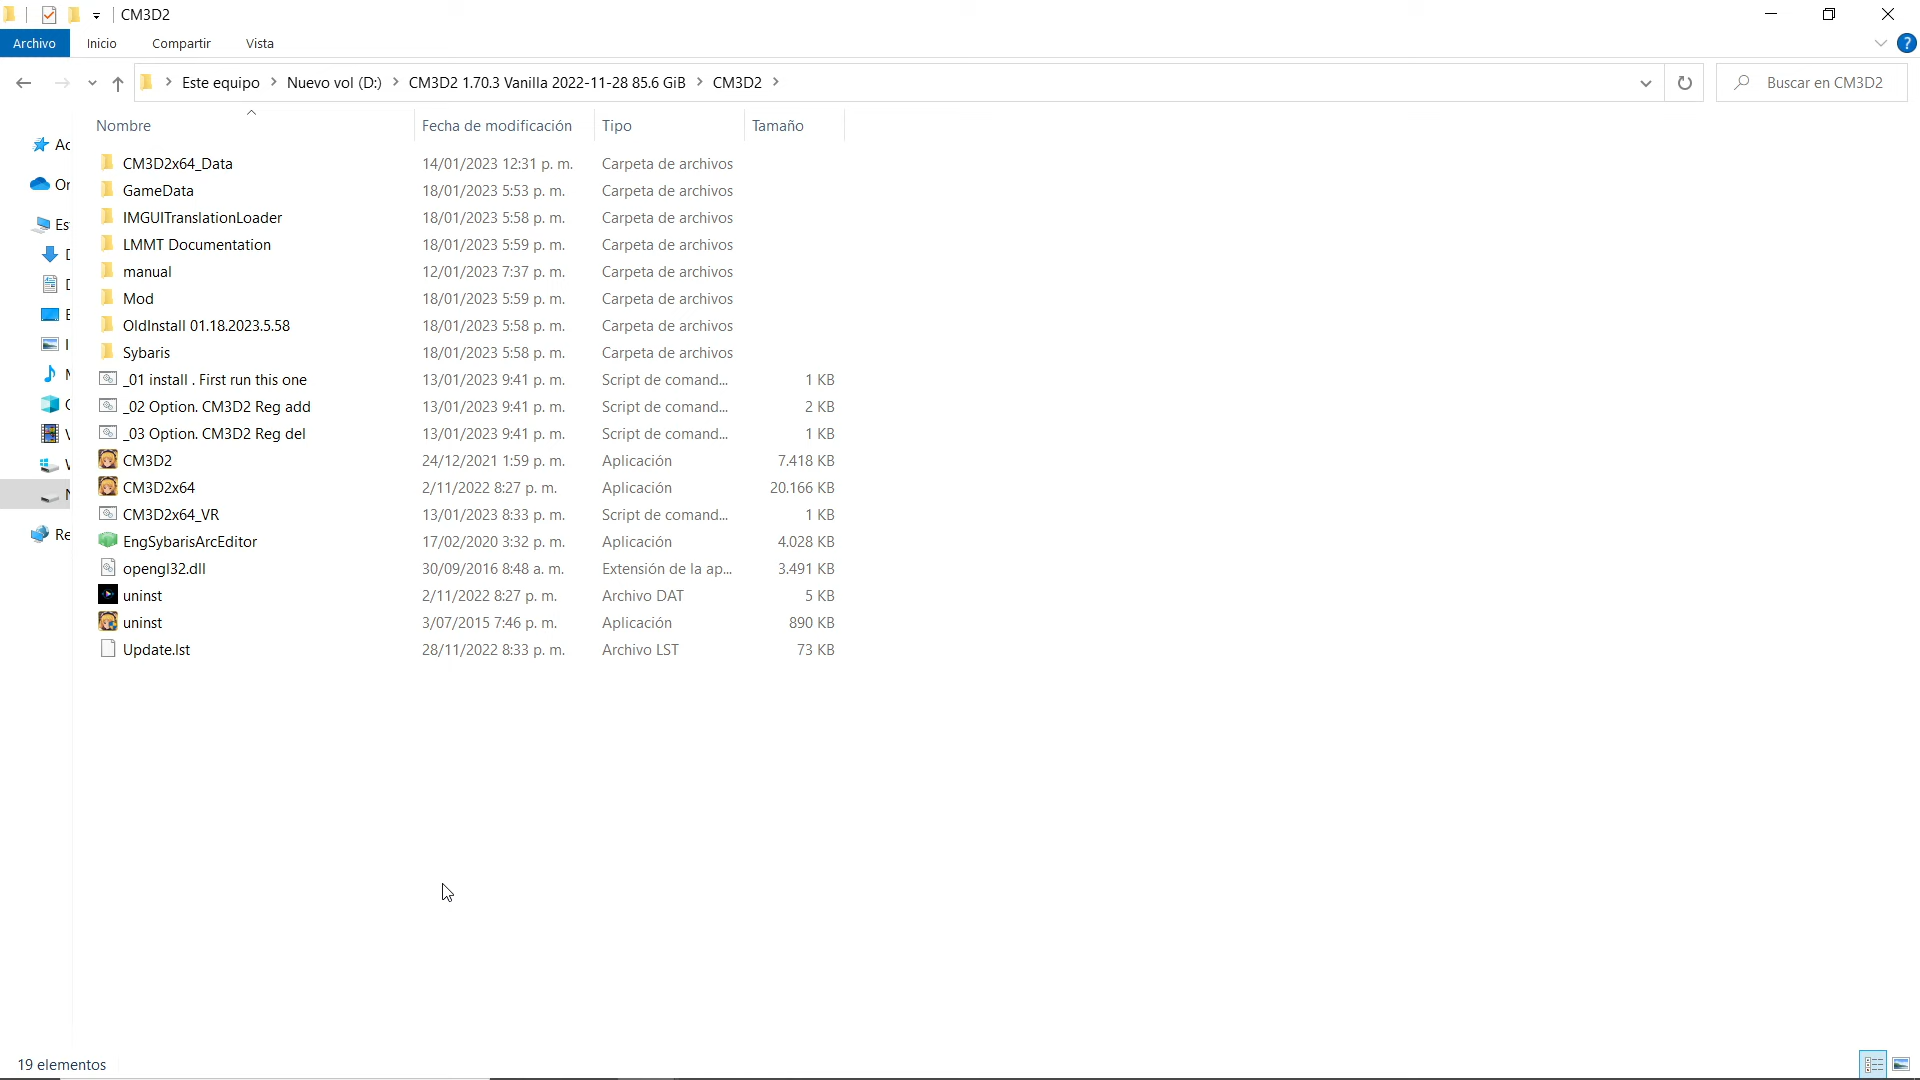 CM3D2
Archivo Inicio Compartir Vista
Este equipo Nuevo vol (D:) CM3D2 1.70.3 Vanilla 2022-11-28 85.6 GiB CM3D2 Buscar en CM3D2
Nombre Fecha de modificación Tipo Tamaño
CM3D2x64_Data 14/01/2023 12:31 p. m. Carpeta de archivos
GameData 18/01/2023 5:53 p. m. Carpeta de archivos
IMGUITranslationLoader 18/01/2023 5:58 p. m. Carpeta de archivos
LMMT Documentation 18/01/2023 5:59 p. m. Carpeta de archivos
manual 12/01/2023 7:37 p. m. Carpeta de archivos
Mod 18/01/2023 5:59 p. m. Carpeta de archivos
OldInstall 01.18.2023.5.58 18/01/2023 5:58 p. m. Carpeta de archivos
Sybaris 18/01/2023 5:58 p. m. Carpeta de archivos
_01 install . First run this one 13/01/2023 9:41 p. m. Script de comand... 1 KB
_02 Option. CM3D2 Reg add 13/01/2023 9:41 p. m. Script de comand... 2 KB
_03 Option. CM3D2 Reg del 13/01/2023 9:41 p. m. Script de comand... 1 KB
CM3D2 24/12/2021 1:59 p. m. Aplicación 7.418 KB
CM3D2x64 2/11/2022 8:27 p. m. Aplicación 20.166 KB
CM3D2x64_VR 13/01/2023 8:33 p. m. Script de comand... 1 KB
EngSybarisArcEditor 17/02/2020 3:32 p. m. Aplicación 4.028 KB
opengl32.dll 30/09/2016 8:48 a. m. Extensión de la ap... 3.491 KB
uninst 2/11/2022 8:27 p. m. Archivo DAT 5 KB
uninst 3/07/2015 7:46 p. m. Aplicación 890 KB
Update.lst 28/11/2022 8:33 p. m. Archivo LST 73 KB
19 elementos